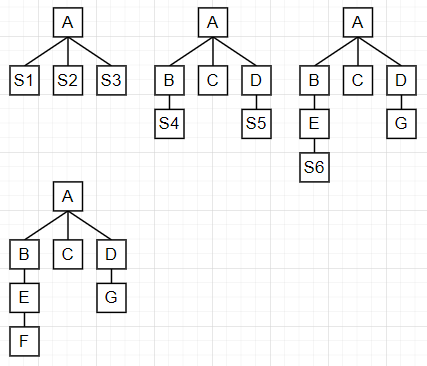 A A A
S1 S2 S3 B C D B C D
S4 S5 E G
S6
A
B C D
E G
F